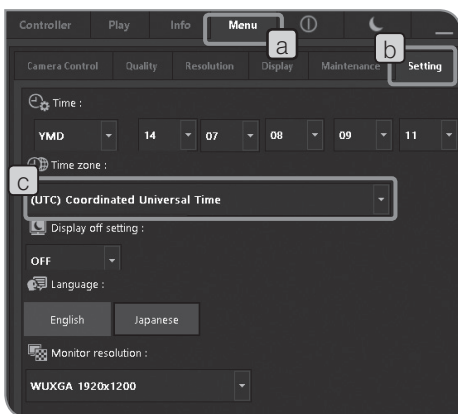 Controller Play Info Menu
a
b
Camera Control Quality Resolution Display Maintenance Setting
Time :
YMD 14 07 08 09 11
Time zone :
c
(UTC) Coordinated Universal Time
Display off setting :
OFF
Language :
English Japanese
Monitor resolution :
WUXGA 1920x1200